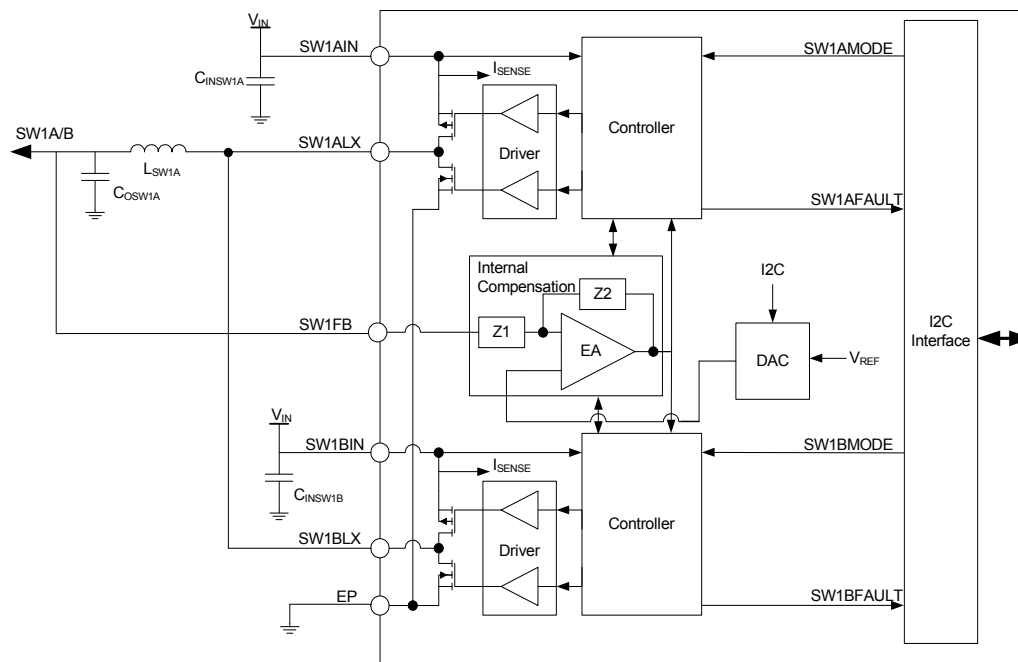 VIN
SW1AIN
CINSW1A
ISENSE
Driver
Controller
SW1AMODE
SW1A/B
LSW1A
COSW1A
SW1ALX
SW1AFAULT
Internal
Compensation
Z2
Z1
EA
SW1FB
I2C
DAC
VREF
I2C
Interface
VIN
SW1BIN
CINSW1B
ISENSE
Driver
Controller
SW1BMODE
SW1BLX
EP
SW1BFAULT